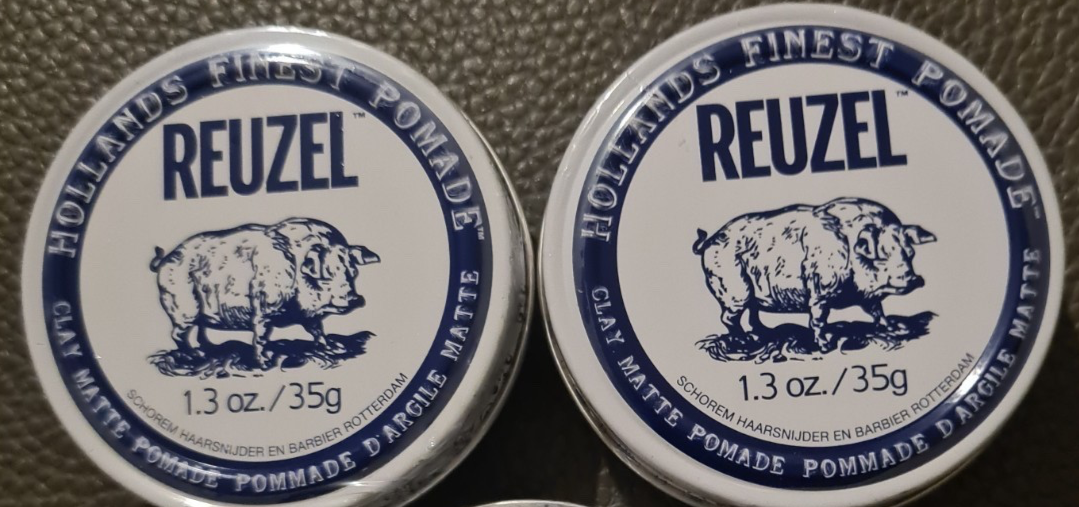 HOLLANDS FINEST POMADE™
REUZEL™
1.3 oz./35g
SCHOREM HAARSNIJDER EN BARBIER ROTTERDAM
CLAY MATTE POMADE POMMADE D'ARGILE MATTE
HOLLANDS FINEST POMADE™
REUZEL™
1.3 oz./35g
SCHOREM HAARSNIJDER EN BARBIER ROTTERDAM
CLAY MATTE POMADE POMMADE D'ARGILE MATTE